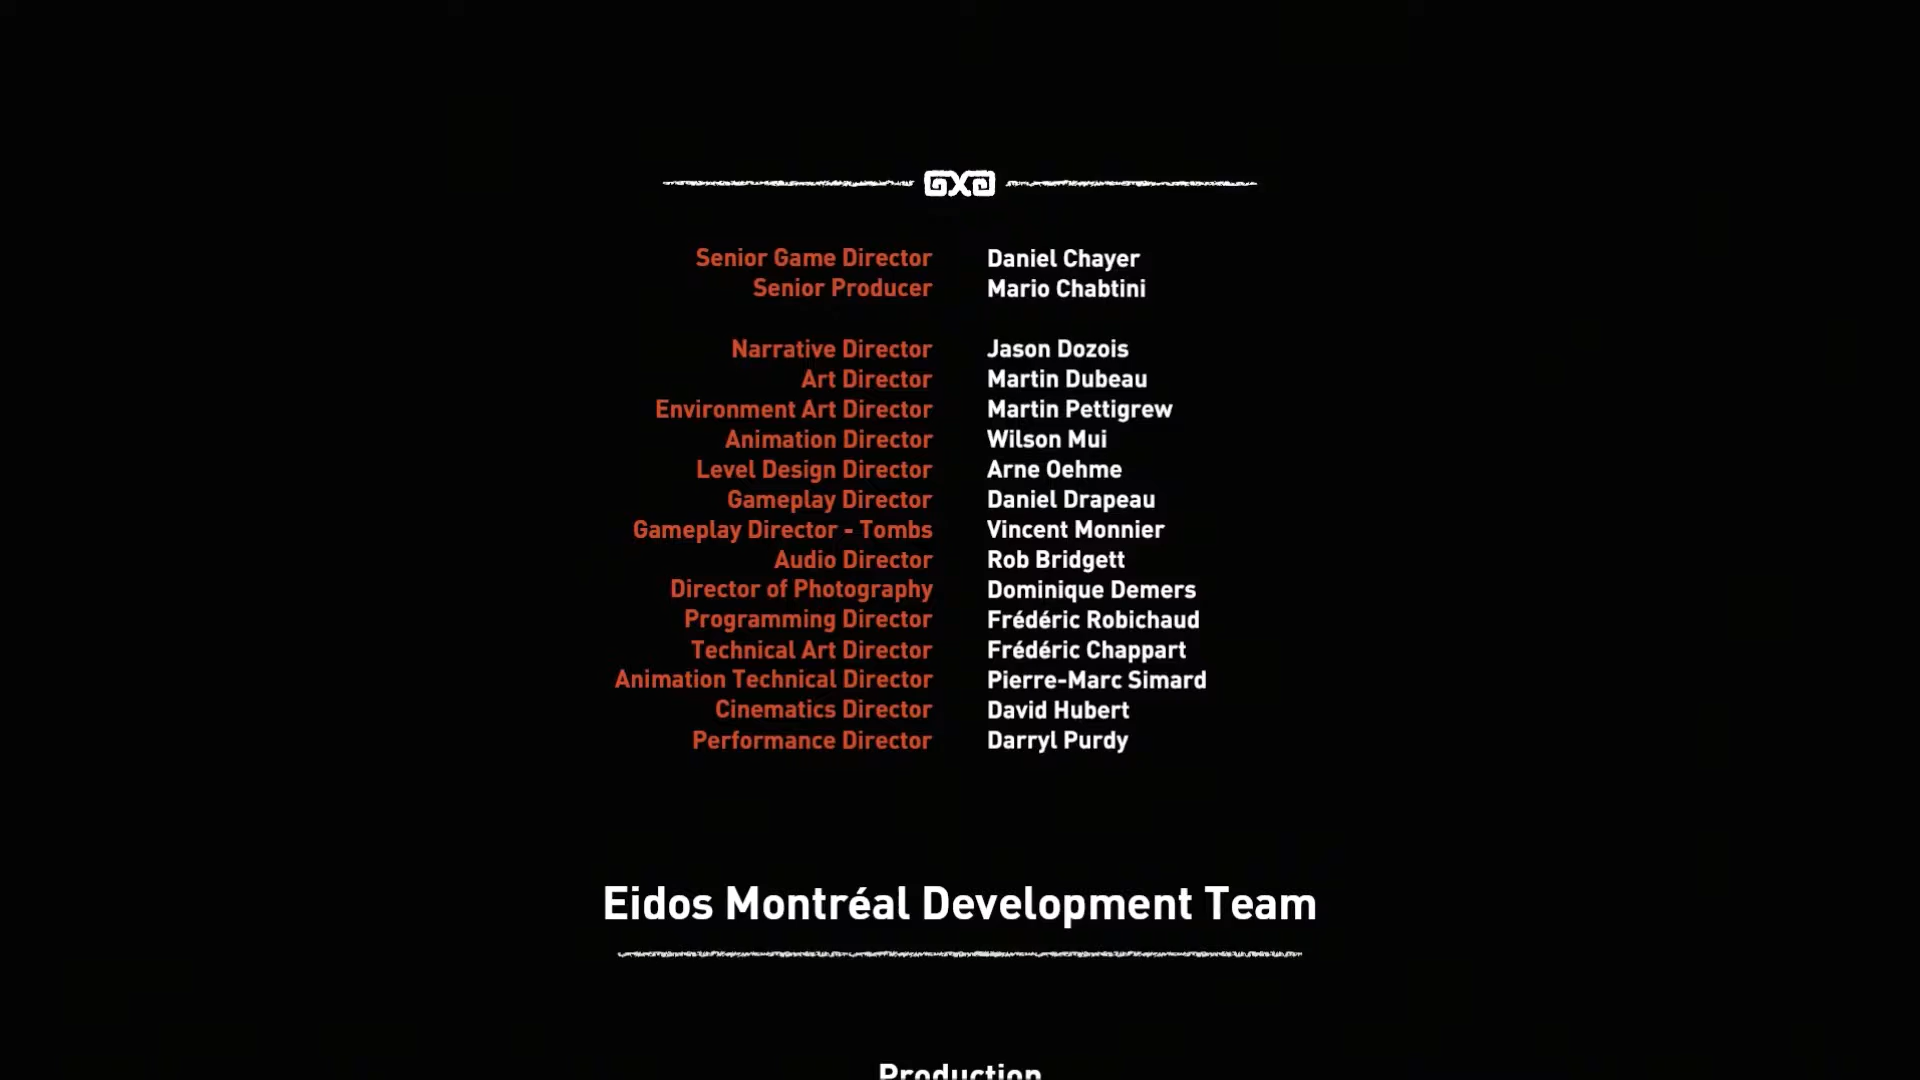 Senior Game Director Daniel Chayer
Senior Producer Mario Chabtini
Narrative Director Jason Dozois
Art Director Martin Dubeau
Environment Art Director Martin Pettigrew
Animation Director Wilson Mui
Level Design Director Arne Oehme
Gameplay Director Daniel Drapeau
Gameplay Director - Tombs Vincent Monnier
Audio Director Rob Bridgett
Director of Photography Dominique Demers
Programming Director Frédéric Robichaud
Technical Art Director Frédéric Chappart
Animation Technical Director Pierre-Marc Simard
Cinematics Director David Hubert
Performance Director Darryl Purdy
Eidos Montréal Development Team
Production